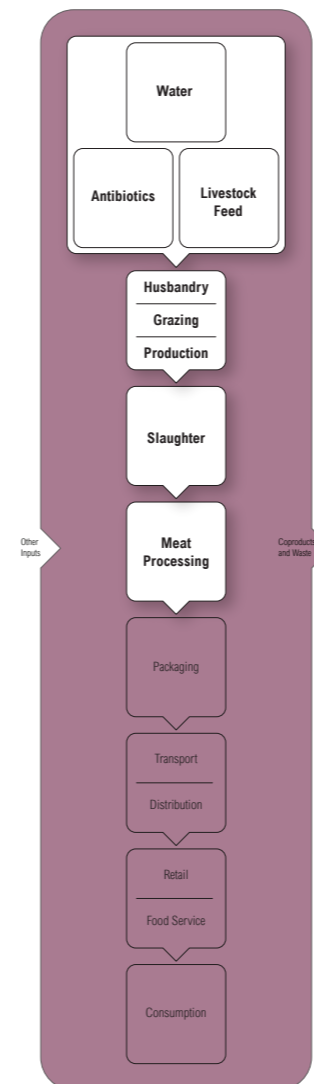 Water
Antibiotics
Livestock
Feed
Husbandry
Grazing
Production
Slaughter
Other
Inputs
Meat
Processing
Coproducts
and Waste
Packaging
Transport
Distribution
Retail
Food Service
Consumption